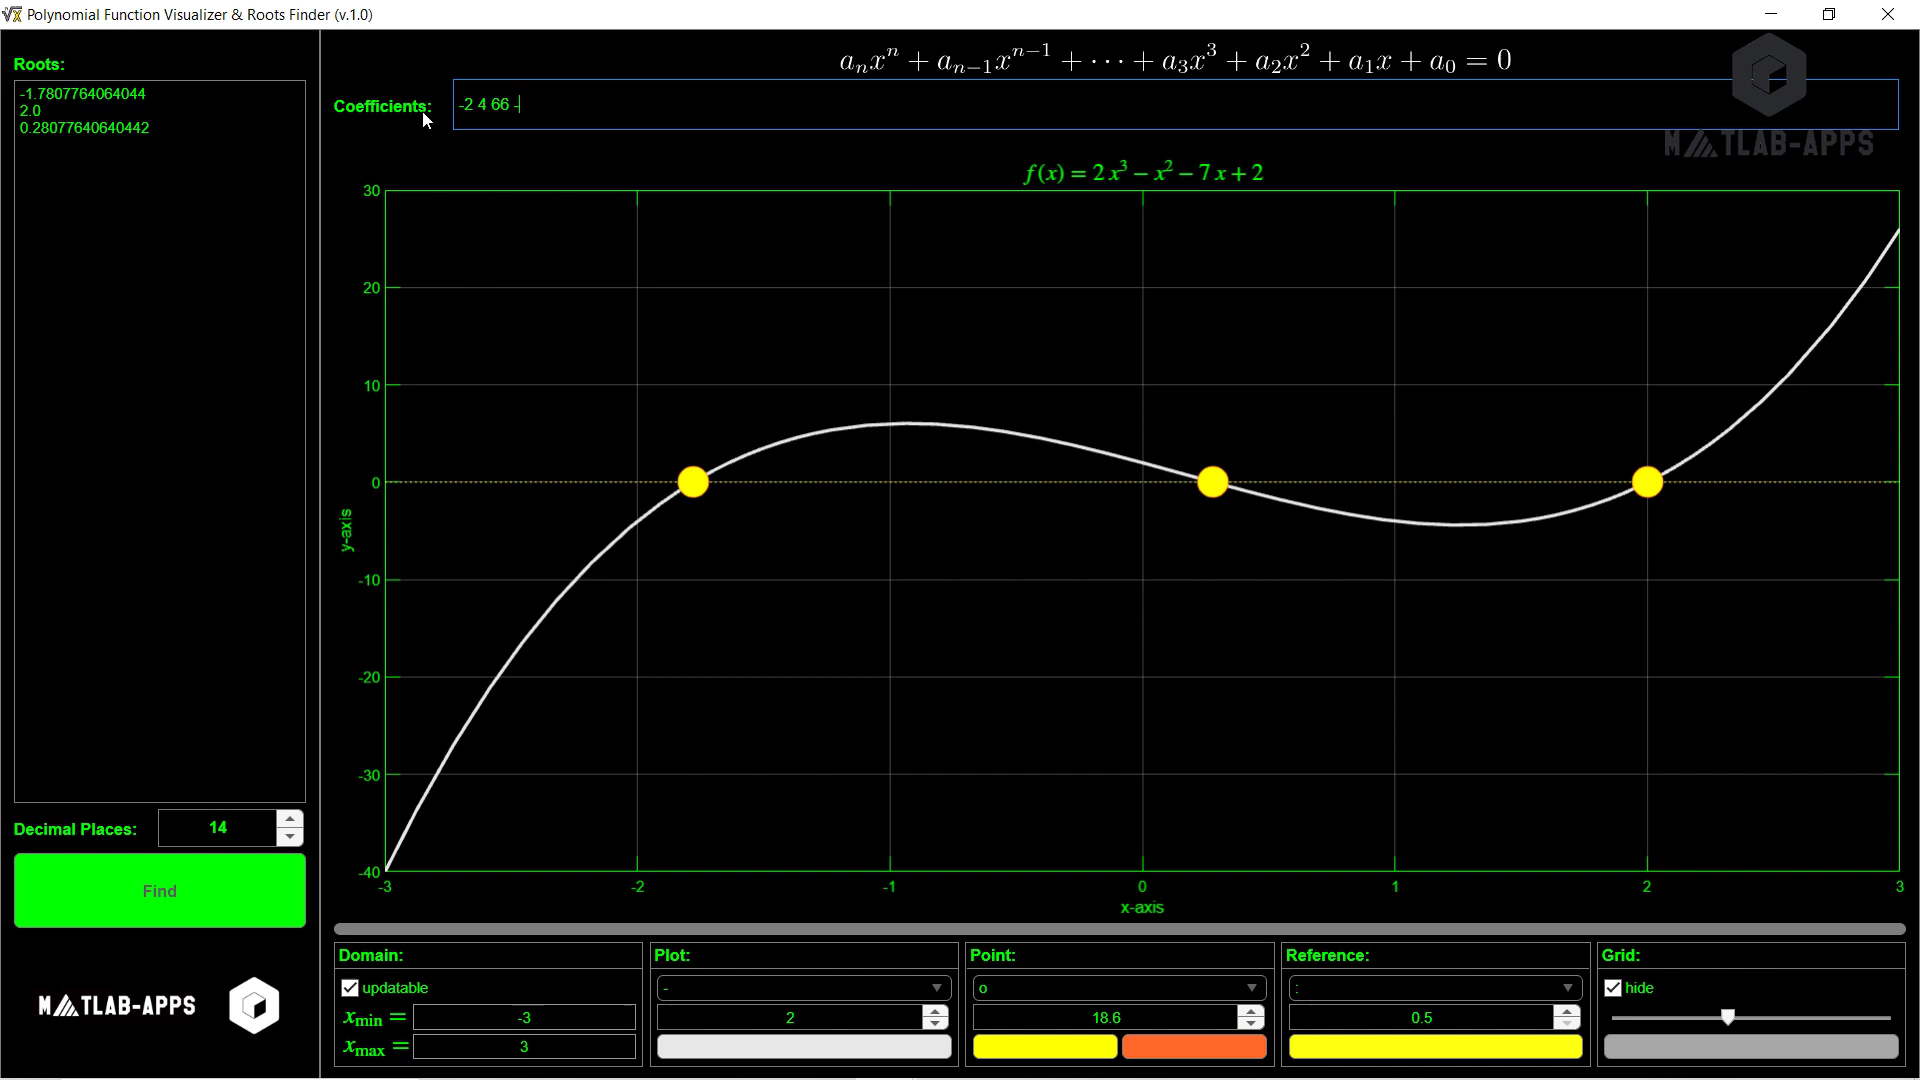 Polynomial Function Visualizer & Roots Finder (v.1.0)
Roots:
-1.7807764064044
2.0
0.28077640640442
aₙxⁿ + aₙ₋₁xⁿ⁻¹ + ⋯ + a₃x³ + a₂x² + a₁x + a₀ = 0
Coefficients: -2 4 66 -
MATLAB-APPS
f(x) = 2 x³ − x² − 7 x + 2
30
20
10
0
-10
-20
-30
-40
y-axis
-3 -2 -1 0 1 2 3
x-axis
Decimal Places: 14
Find
MATLAB-APPS
Domain:
updatable
xmin = -3
xmax = 3
Plot:
-
2
Point:
o
18.6
Reference:
:
0.5
Grid:
hide